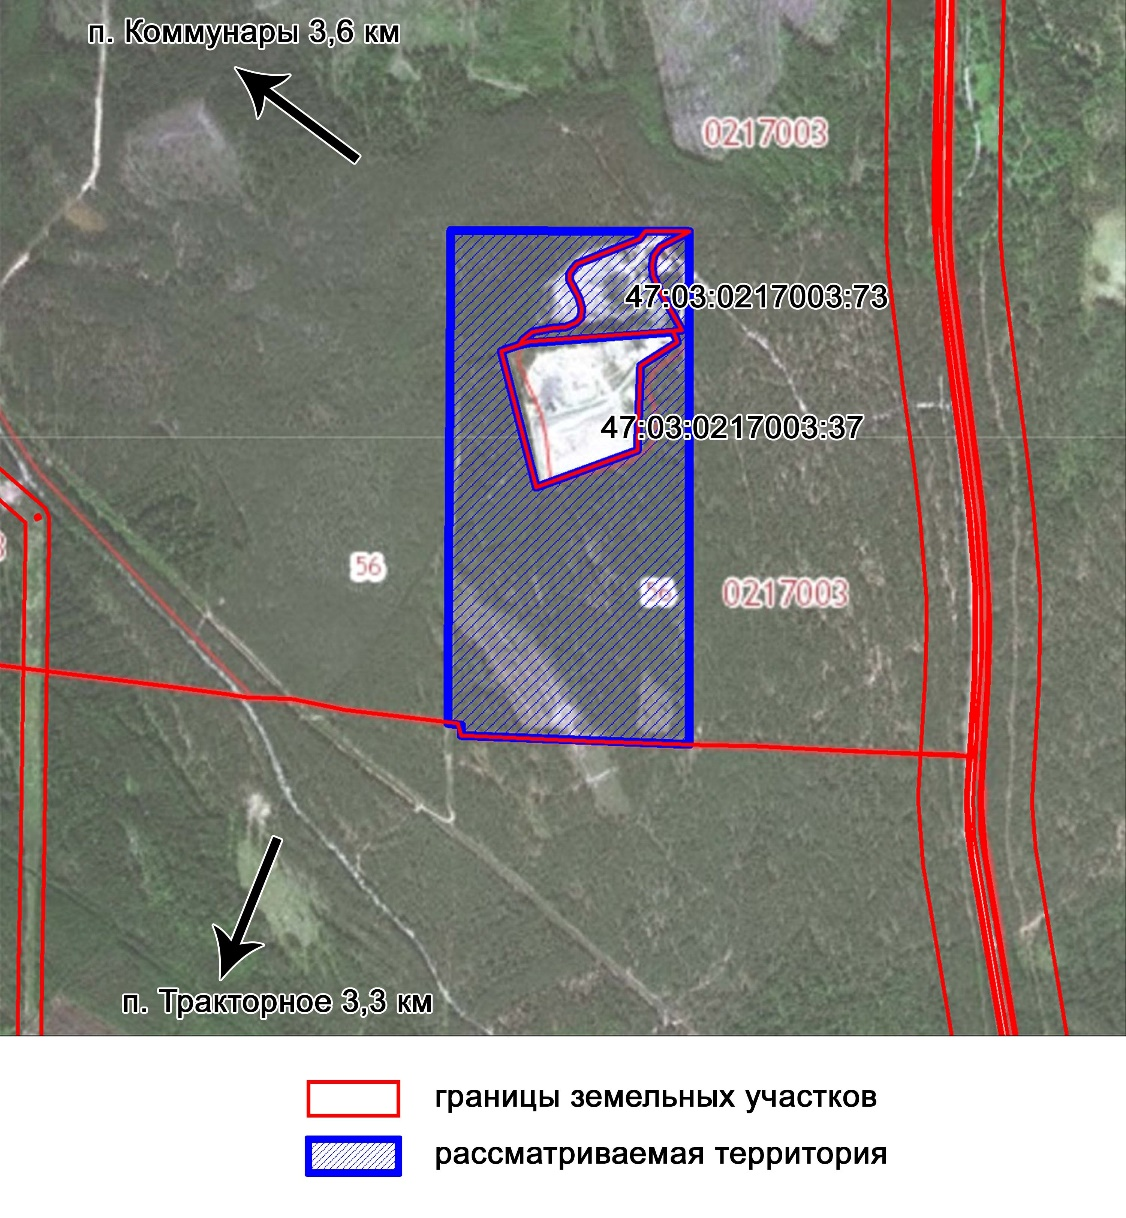 п. Коммунары 3,6 км
0217003
47:03:0217003:73
47:03:0217003:37
56
56
0217003
п. Тракторное 3,3 км
границы земельных участков
рассматриваемая территория